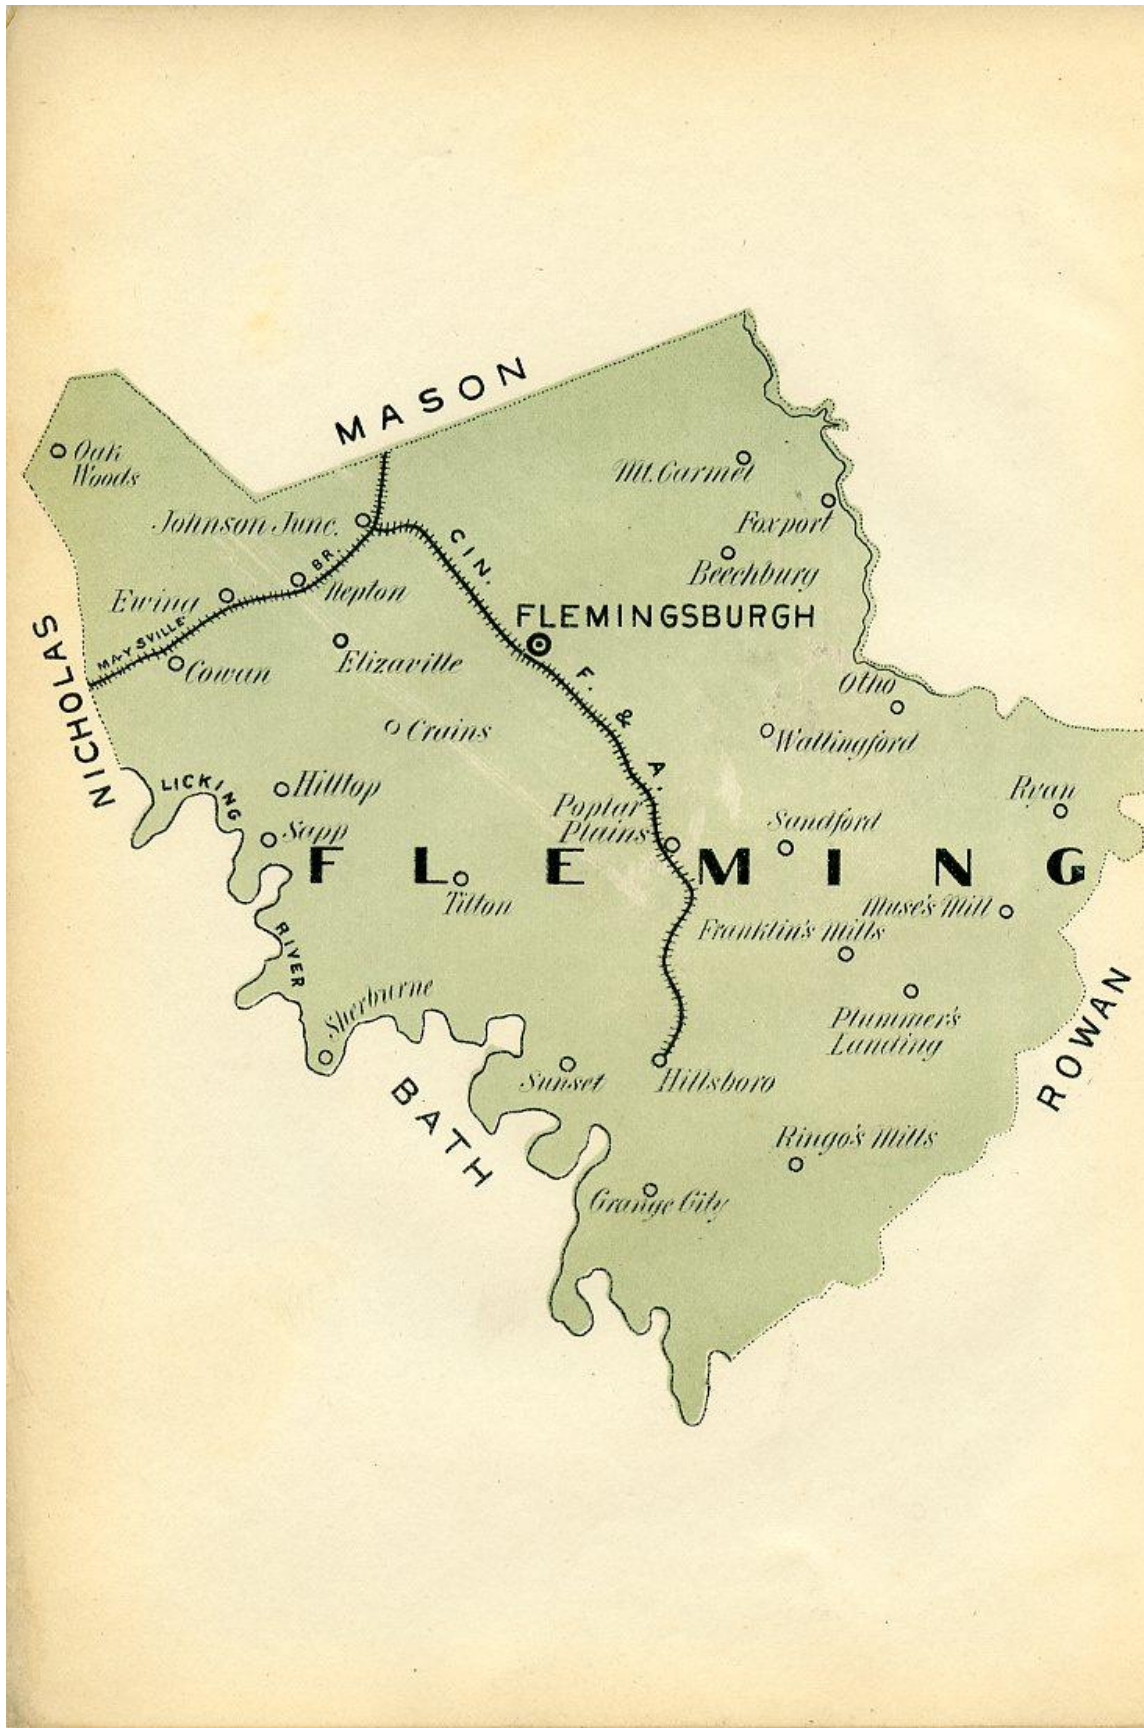 MASON
Oak
Woods
Mt. Carmel
Johnson Junc.
Foxport
CIN.
BR.
Beechburg
Ewing
Nepton
FLEMINGSBURGH
MAYSVILLE
NICHOLAS
Cowan
Elizaville
F. & A.
Otho
Crains
Wallingford
LICKING
Hilltop
Ryan
Poplar
Plains
Sandford
Sapp
FLEMING
Tilton
Muse's Mill
Franklin's Mills
RIVER
Sherburne
Plummer's
Landing
ROWAN
BATH
Sunset
Hillsboro
Ringo's Mills
Grange City